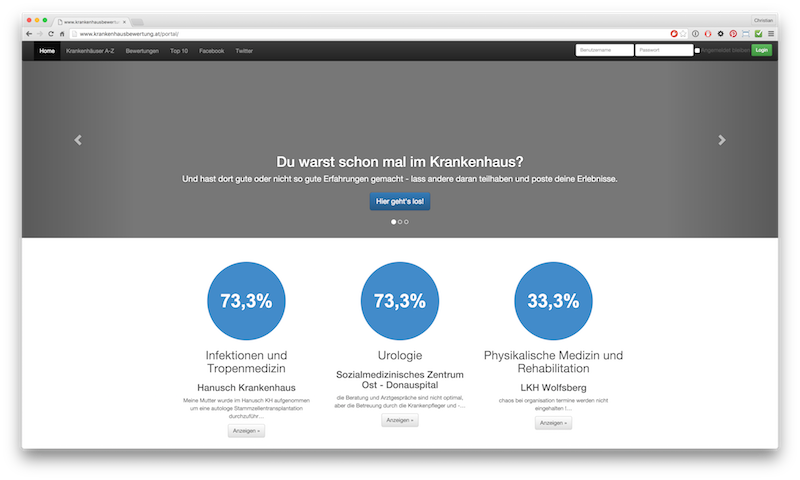 www.krankenhausbewertu
Christian
www.krankenhausbewertung.at/portal/
Home Krankenhäuser A-Z Bewertungen Top 10 Facebook Twitter Benutzername Passwort Angemeldet bleiben Login
Du warst schon mal im Krankenhaus?
Und hast dort gute oder nicht so gute Erfahrungen gemacht - lass andere daran teilhaben und poste deine Erlebnisse.
Hier geht's los!
73,3%
Infektionen und
Tropenmedizin
Hanusch Krankenhaus
Meine Mutter wurde im Hanusch KH aufgenommen
um eine autologe Stammzellentransplantation
durchzuführ…
Anzeigen »
73,3%
Urologie
Sozialmedizinisches Zentrum
Ost - Donauspital
die Beratung und Arztgespräche sind nicht optimal,
aber die Betreuung durch die Krankenpfleger und -…
Anzeigen »
33,3%
Physikalische Medizin und
Rehabilitation
LKH Wolfsberg
chaos bei organisation termine werden nicht
eingehalten !…
Anzeigen »